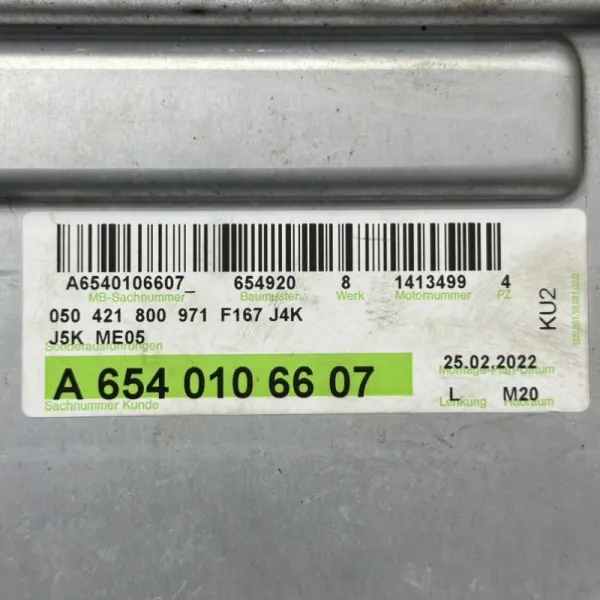 A6540106607_ 654920 8 1413499 4
MB-Sachnummer Baumuster Werk Motornummer PZ
050 421 800 971 F167 J4K
J5K ME05
Sonderausführungen
A 654 010 66 07
Sachnummer Kunde
25.02.2022
Montage-Plan-Datum
L M20
Lenkung Hubraum
KU2